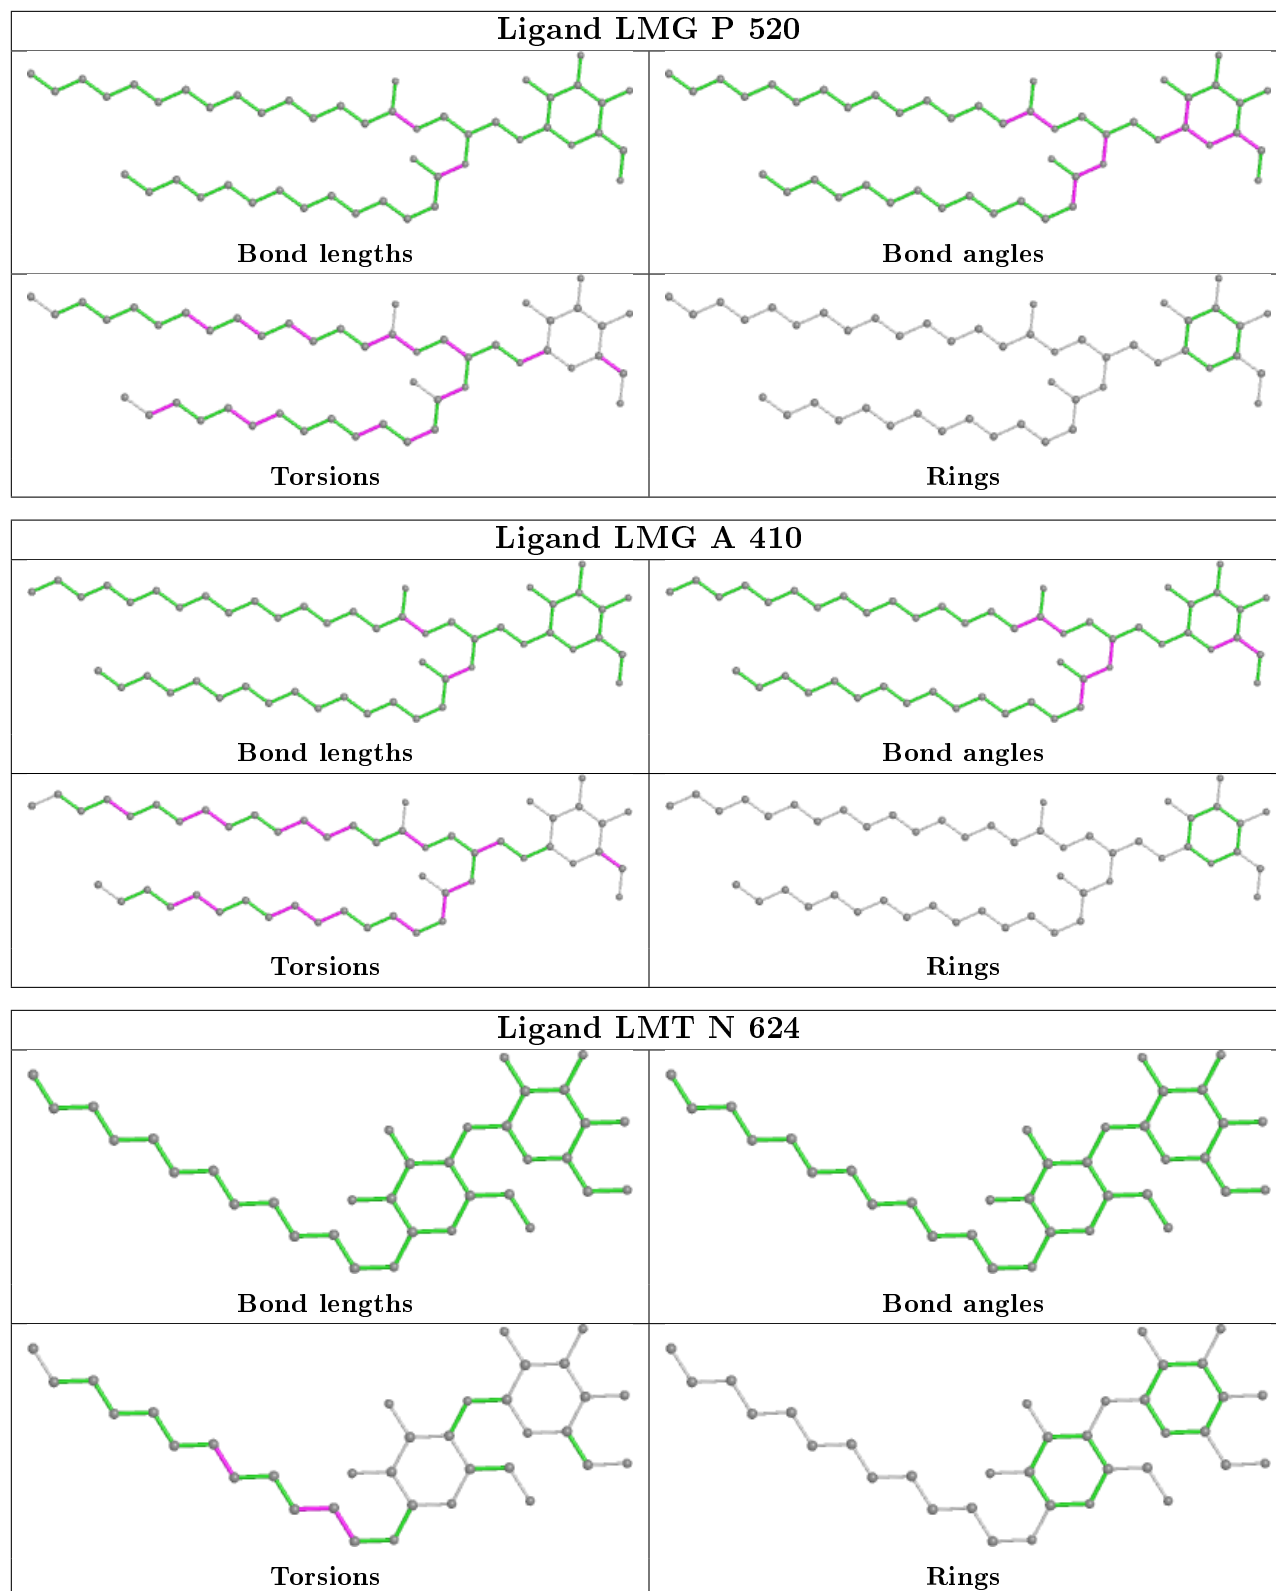 Ligand LMG P 520
Bond lengths
Bond angles
Torsions
Rings
Ligand LMG A 410
Bond lengths
Bond angles
Torsions
Rings
Ligand LMT N 624
Bond lengths
Bond angles
Torsions
Rings